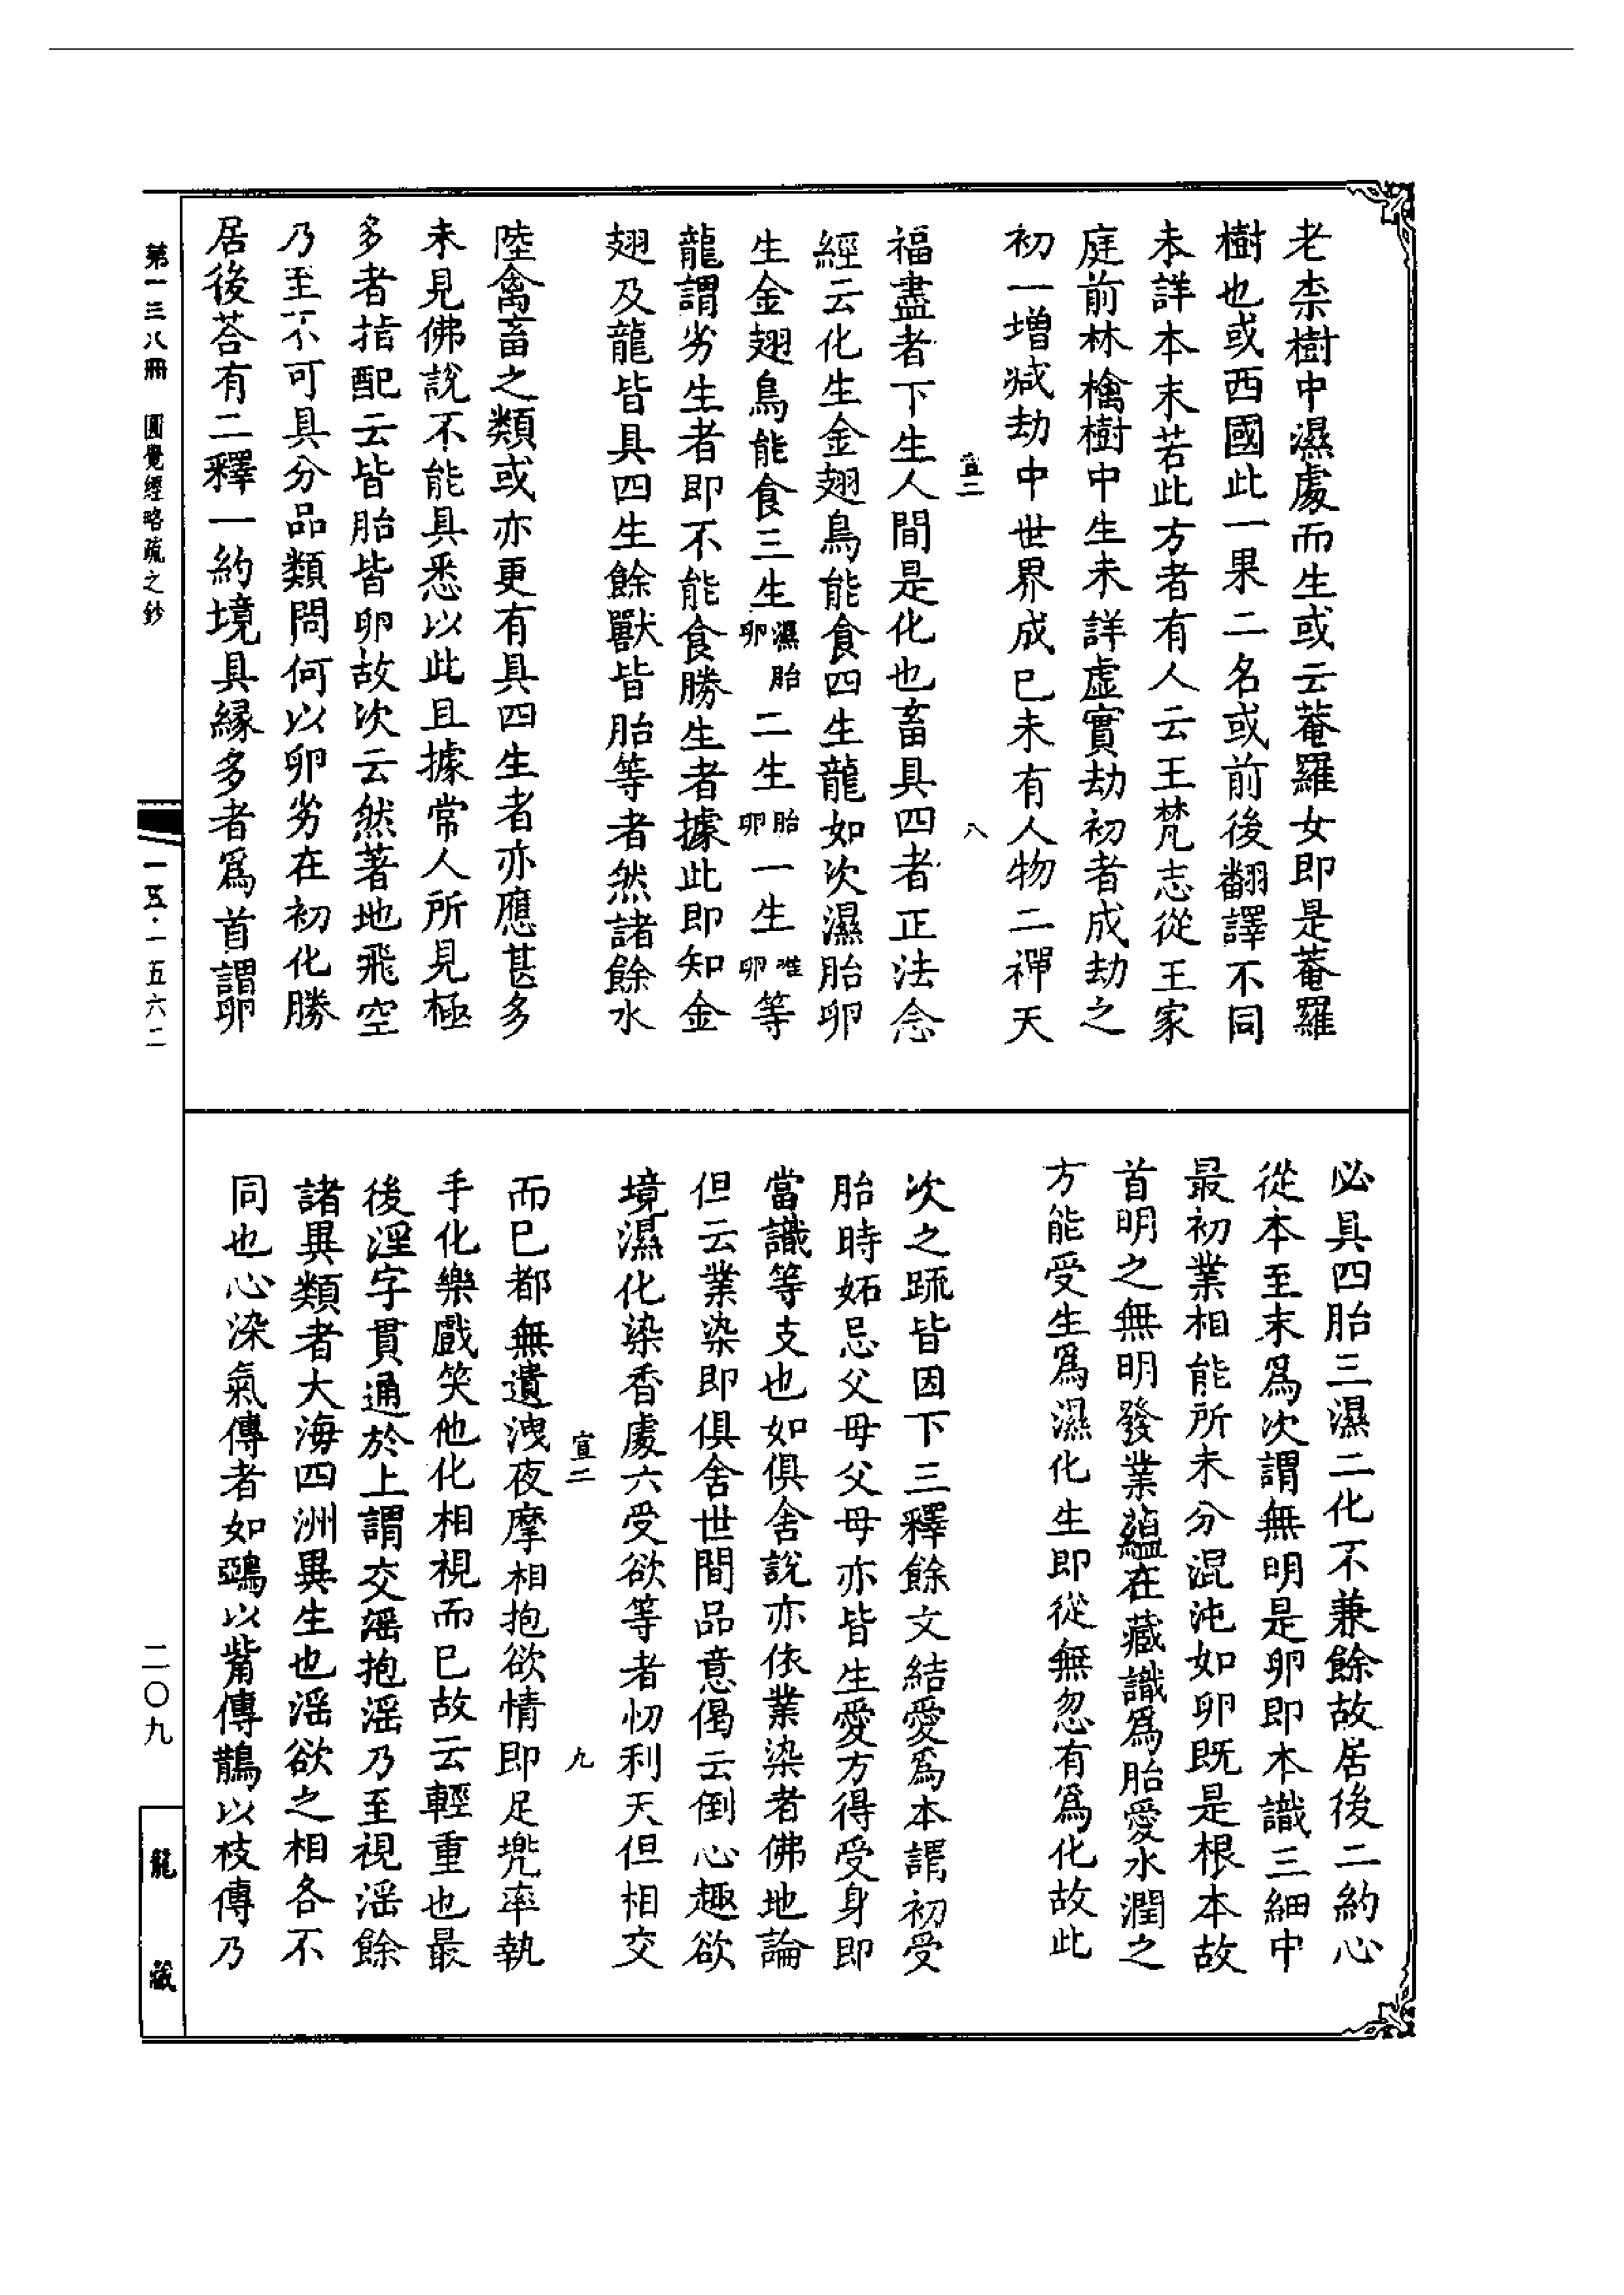 老柰樹中濕處而生或云菴羅女即是菴羅
樹也或西國此一果二名或前後翻譯不同
未詳本末若此方者有人云王梵志從王家
庭前林檎樹中生未詳虛實劫初者成劫之
初一增減劫中世界成已未有人物二禪天
宣二 八
福盡者下生人間是化也畜具四者正法念
經云化生金翅鳥能食四生龍如次濕胎卵
生金翅鳥能食三生濕胎卵二生胎卵一生唯卵等
龍謂劣生者即不能食勝生者據此即知金
翅及龍皆具四生餘獸皆胎等者然諸餘水
陸禽畜之類或亦更有具四生者亦應甚多
未見佛說不能具悉以此且據常人所見極
多者指配云皆胎皆卵故次云然著地飛空
乃至不可具分品類問何以卵劣在初化勝
居後荅有二釋一約境具緣多者爲首謂卵
必具四胎三濕二化不兼餘故居後二約心
從本至末爲次謂無明是卵即本識三細中
最初業相能所未分混沌如卵既是根本故
首明之無明發業蘊在藏識爲胎愛水潤之
方能受生爲濕化生即從無忽有爲化故此
次之䟽皆因下三釋餘文結愛爲本謂初受
胎時妬忌父母父母亦皆生愛方得受身即
當識等支也如俱舍說亦依業染者佛地論
但云業染即俱舍世間品意偈云倒心趣欲
境濕化染香處六受欲等者忉利天但相交
宣二 九
而巳都無遺洩夜摩相抱欲情即足兠率執
手化樂戲笑他化相視而巳故云輕重也最
後淫字貫通於上謂交淫抱淫乃至視淫餘
諸異類者大海四洲異生也淫欲之相各不
同也心染氣傳者如鵶以觜傳鵲以枝傳乃
第一三八冊 圓覺經略疏之鈔
一五·一五六二
二〇九
龍藏